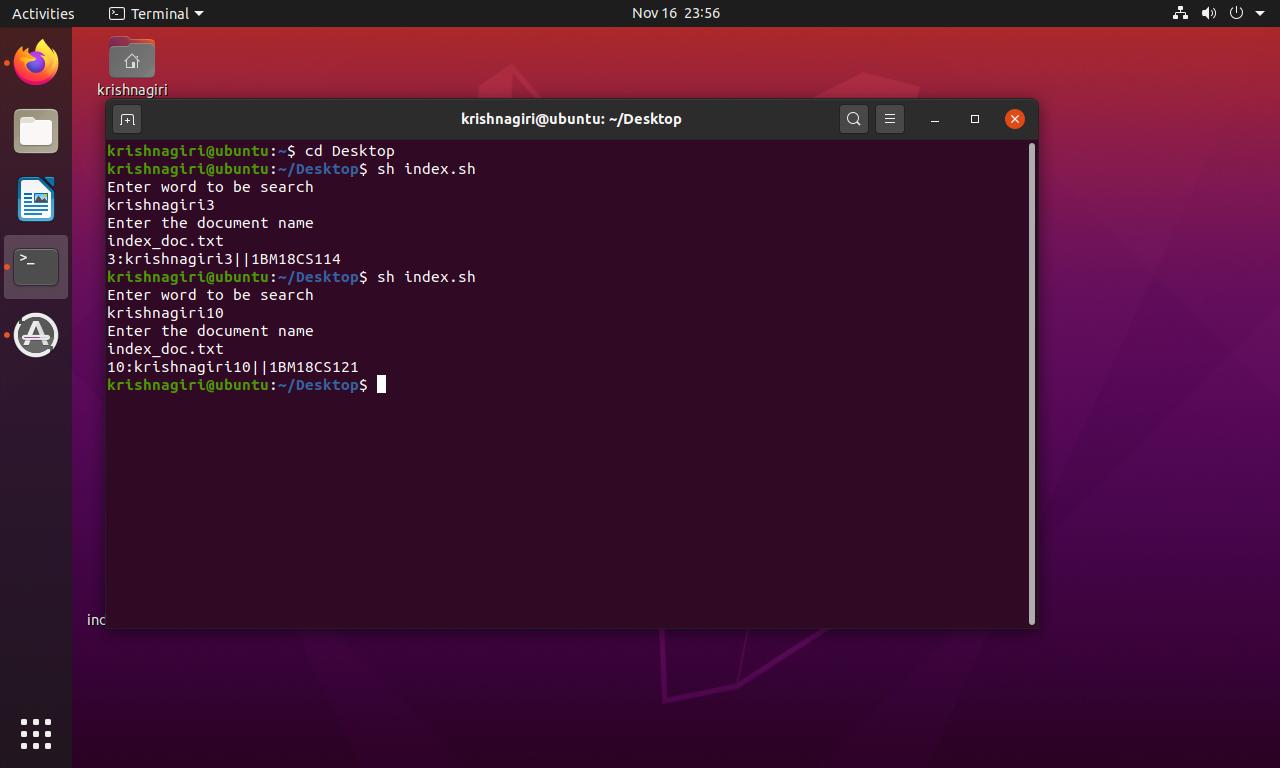 Activities Terminal Nov 16 23:56
krishnagiri
krishnagiri@ubuntu: ~/Desktop
krishnagiri@ubuntu:~$ cd Desktop
krishnagiri@ubuntu:~/Desktop$ sh index.sh
Enter word to be search
krishnagiri3
Enter the document name
index_doc.txt
3:krishnagiri3||1BM18CS114
krishnagiri@ubuntu:~/Desktop$ sh index.sh
Enter word to be search
krishnagiri10
Enter the document name
index_doc.txt
10:krishnagiri10||1BM18CS121
krishnagiri@ubuntu:~/Desktop$